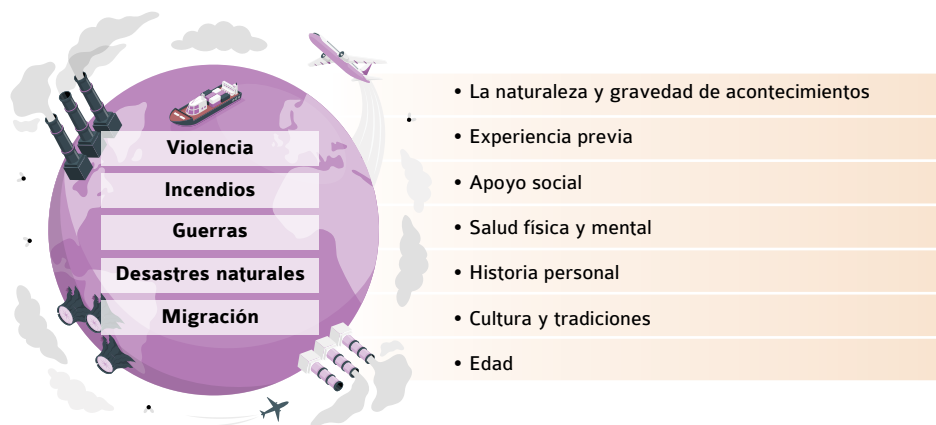 Violencia
Incendios
Guerras
Desastres naturales
Migración
• La naturaleza y gravedad de acontecimientos
• Experiencia previa
• Apoyo social
• Salud física y mental
• Historia personal
• Cultura y tradiciones
• Edad